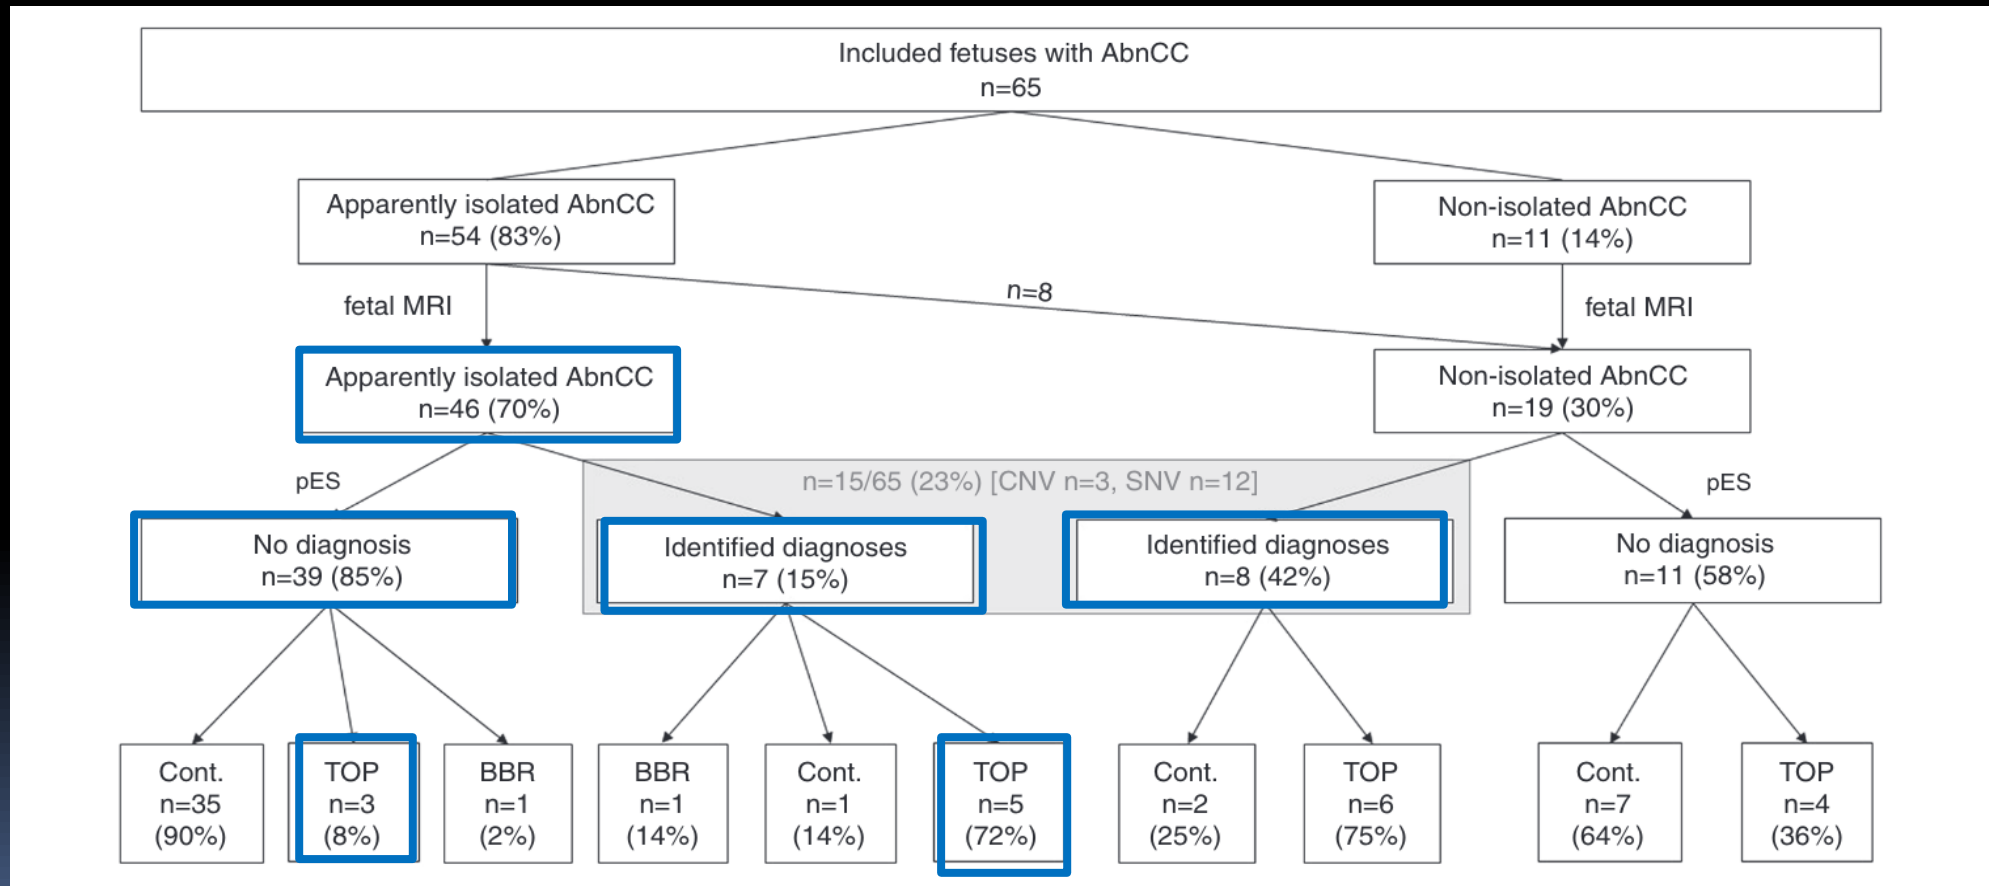 Included fetuses with AbnCC
n=65
Apparently isolated AbnCC
n=54 (83%)
Non-isolated AbnCC
n=11 (14%)
n=8
fetal MRI
fetal MRI
Apparently isolated AbnCC
n=46 (70%)
Non-isolated AbnCC
n=19 (30%)
pES
n=15/65 (23%) [CNV n=3, SNV n=12]
pES
No diagnosis
n=39 (85%)
Identified diagnoses
n=7 (15%)
Identified diagnoses
n=8 (42%)
No diagnosis
n=11 (58%)
Cont.
n=35
(90%)
TOP
n=3
(8%)
BBR
n=1
(2%)
BBR
n=1
(14%)
Cont.
n=1
(14%)
TOP
n=5
(72%)
Cont.
n=2
(25%)
TOP
n=6
(75%)
Cont.
n=7
(64%)
TOP
n=4
(36%)